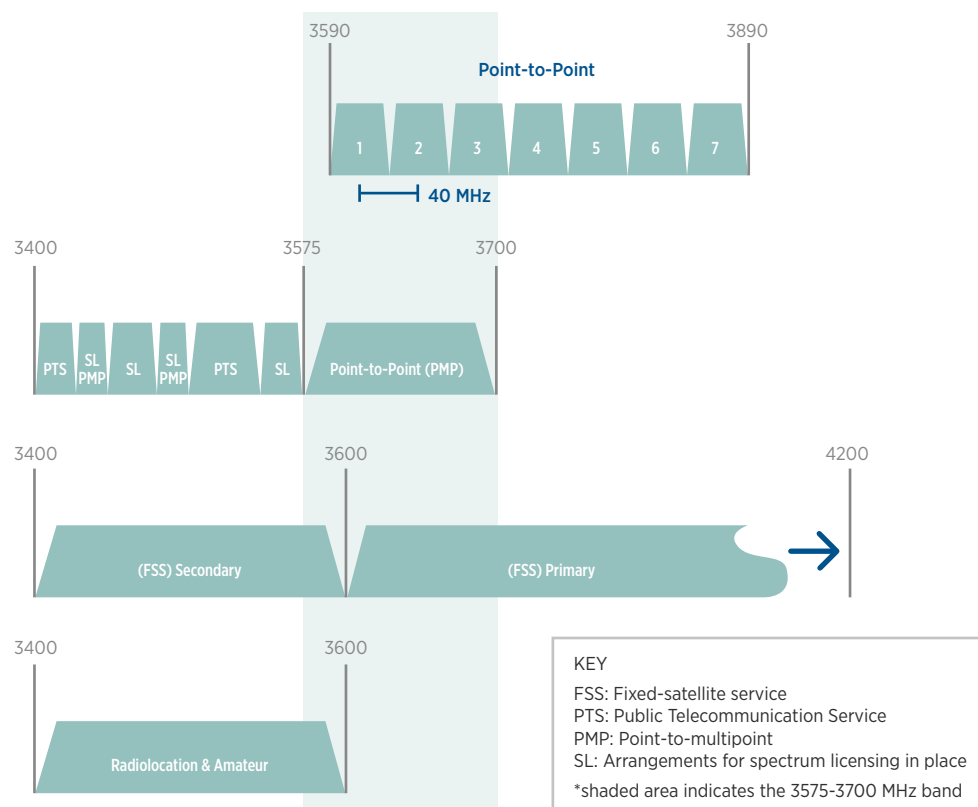 3590 3890
Point-to-Point
1 2 3 4 5 6 7
40 MHz
3400 3575 3700
PTS SL PMP SL SL PMP PTS SL Point-to-Point (PMP)
3400 3600 4200
(FSS) Secondary (FSS) Primary
3400 3600
Radiolocation & Amateur
KEY
FSS: Fixed-satellite service
PTS: Public Telecommunication Service
PMP: Point-to-multipoint
SL: Arrangements for spectrum licensing in place
*shaded area indicates the 3575-3700 MHz band